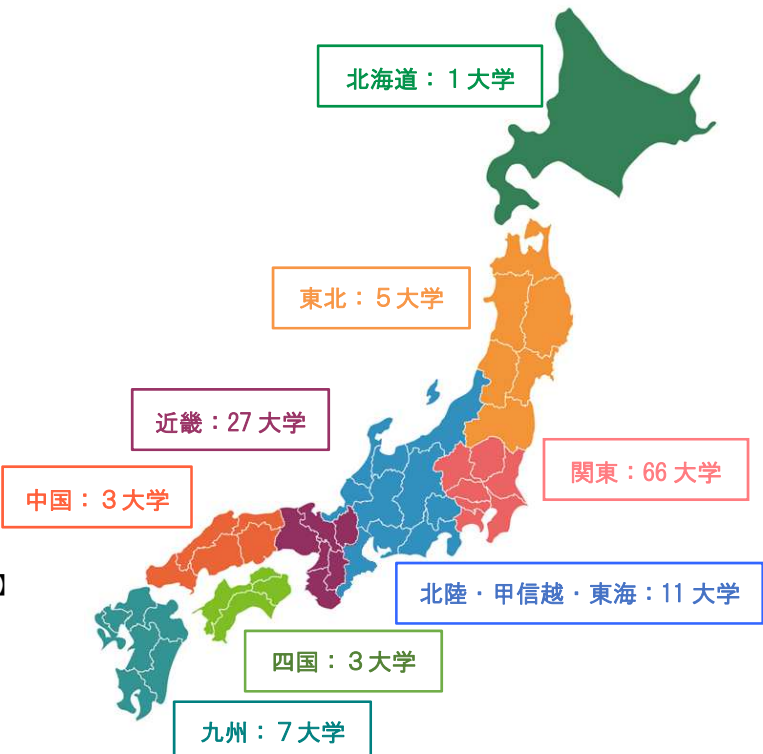 北海道：１大学
東北：５大学
近畿：27 大学
関東：66 大学
中国：３大学
】
北陸・甲信越・東海：11 大学
四国：３大学
九州：７大学